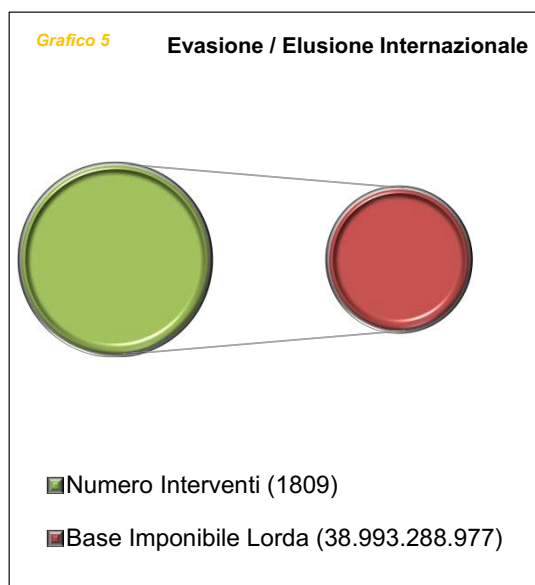 Grafico 5 Evasione / Elusione Internazionale
Numero Interventi (1809)
Base Imponibile Lorda (38.993.288.977)